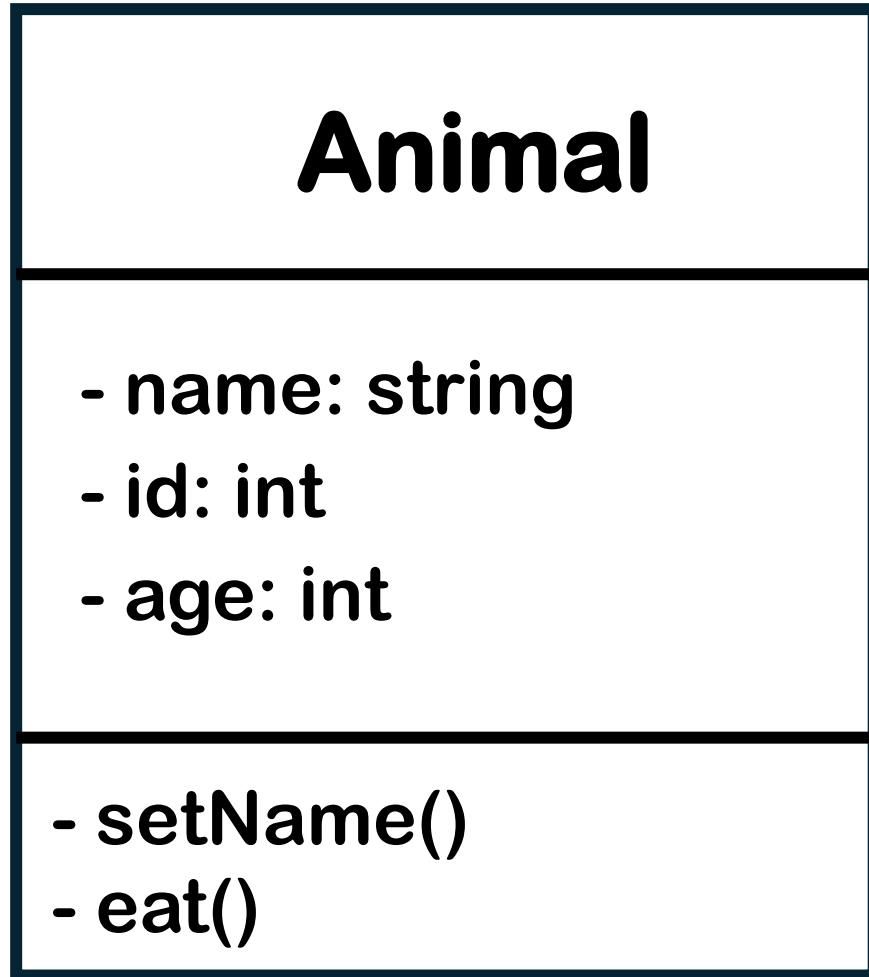 Animal
- name: string
- id: int
- age: int
- setName()
- eat()